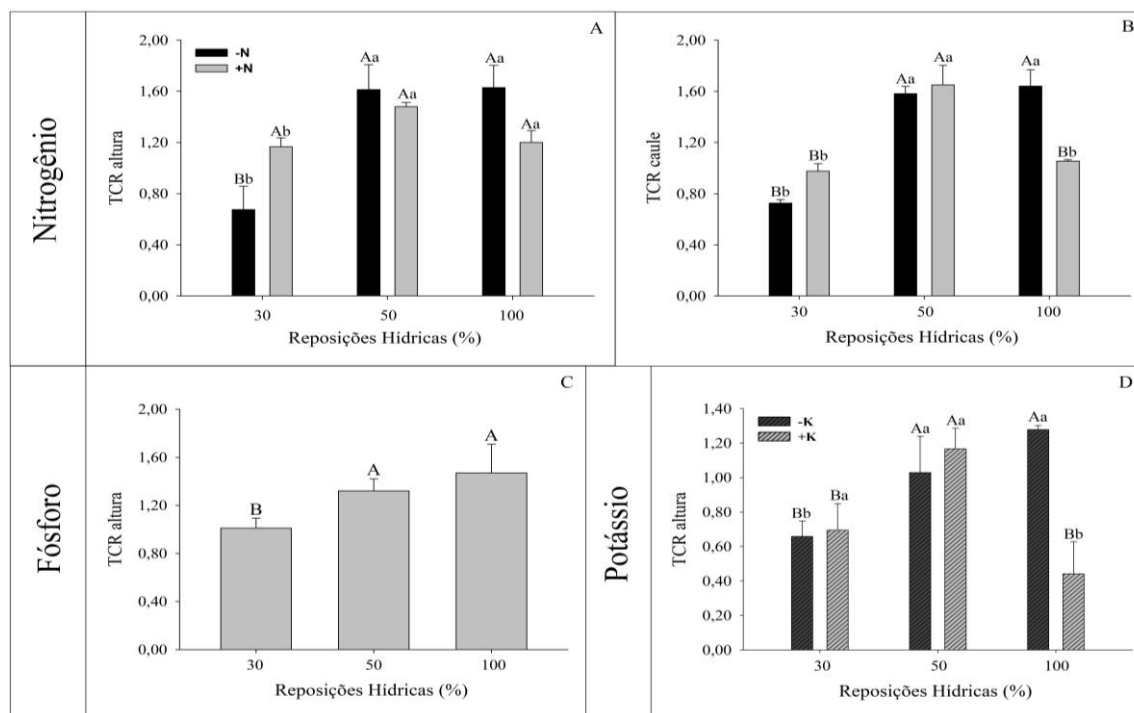 Nitrogênio
A
TCR altura
2,00
1,60
1,20
0,80
0,40
0,00
-N
+N
Bb
Ab
Aa
Aa
Aa
Aa
30
50
100
Reposições Hídricas (%)
B
TCR caule
2,00
1,60
1,20
0,80
0,40
0,00
Bb
Bb
Aa
Aa
Aa
Bb
30
50
100
Reposições Hídricas (%)
Fósforo
C
TCR altura
2,00
1,60
1,20
0,80
0,40
0,00
B
A
A
30
50
100
Reposições Hídricas (%)
Potássio
D
TCR altura
1,40
1,20
1,00
0,80
0,60
0,40
0,20
0,00
-K
+K
Bb
Ba
Aa
Aa
Aa
Bb
30
50
100
Reposições Hídricas (%)